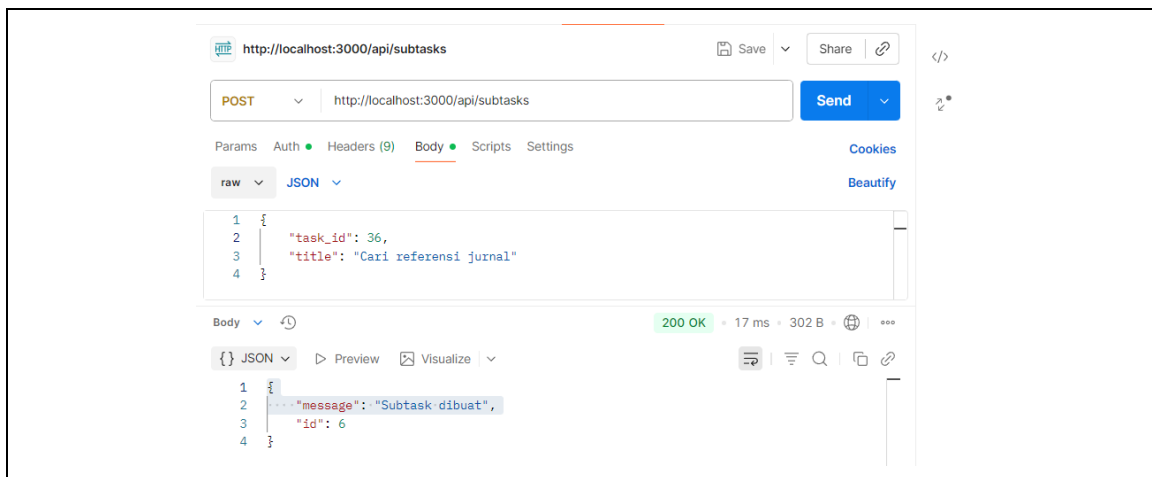 HTTP http://localhost:3000/api/subtasks Save Share
POST http://localhost:3000/api/subtasks Send
Params Auth Headers (9) Body Scripts Settings Cookies
raw JSON Beautify
1 {
2 "task_id": 36,
3 "title": "Cari referensi jurnal"
4 }
Body 200 OK 17 ms 302 B
{} JSON Preview Visualize
1 {
2 "message": "Subtask dibuat",
3 "id": 6
4 }